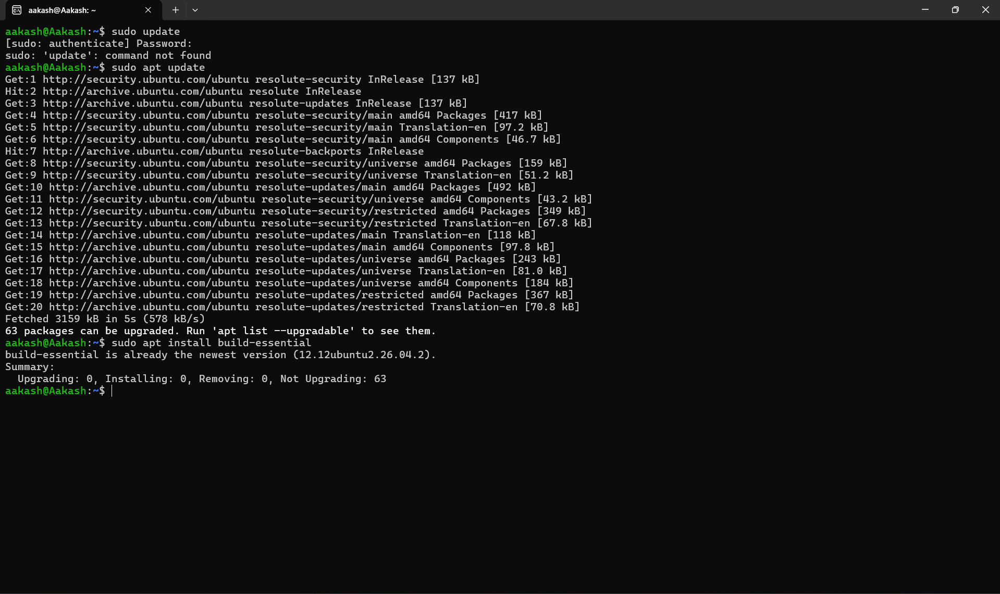 aakash@Aakash: ~
aakash@Aakash:~$ sudo update
[sudo: authenticate] Password:
sudo: 'update': command not found
aakash@Aakash:~$ sudo apt update
Get:1 http://security.ubuntu.com/ubuntu resolute-security InRelease [137 kB]
Hit:2 http://archive.ubuntu.com/ubuntu resolute InRelease
Get:3 http://archive.ubuntu.com/ubuntu resolute-updates InRelease [137 kB]
Get:4 http://security.ubuntu.com/ubuntu resolute-security/main amd64 Packages [417 kB]
Get:5 http://security.ubuntu.com/ubuntu resolute-security/main Translation-en [97.2 kB]
Get:6 http://security.ubuntu.com/ubuntu resolute-security/main amd64 Components [46.7 kB]
Hit:7 http://archive.ubuntu.com/ubuntu resolute-backports InRelease
Get:8 http://security.ubuntu.com/ubuntu resolute-security/universe amd64 Packages [159 kB]
Get:9 http://security.ubuntu.com/ubuntu resolute-security/universe Translation-en [51.2 kB]
Get:10 http://archive.ubuntu.com/ubuntu resolute-updates/main amd64 Packages [492 kB]
Get:11 http://security.ubuntu.com/ubuntu resolute-security/universe amd64 Components [43.2 kB]
Get:12 http://security.ubuntu.com/ubuntu resolute-security/restricted amd64 Packages [349 kB]
Get:13 http://security.ubuntu.com/ubuntu resolute-security/restricted Translation-en [67.8 kB]
Get:14 http://archive.ubuntu.com/ubuntu resolute-updates/main Translation-en [118 kB]
Get:15 http://archive.ubuntu.com/ubuntu resolute-updates/main amd64 Components [97.8 kB]
Get:16 http://archive.ubuntu.com/ubuntu resolute-updates/universe amd64 Packages [243 kB]
Get:17 http://archive.ubuntu.com/ubuntu resolute-updates/universe Translation-en [81.0 kB]
Get:18 http://archive.ubuntu.com/ubuntu resolute-updates/universe amd64 Components [184 kB]
Get:19 http://archive.ubuntu.com/ubuntu resolute-updates/restricted amd64 Packages [367 kB]
Get:20 http://archive.ubuntu.com/ubuntu resolute-updates/restricted Translation-en [70.8 kB]
Fetched 3159 kB in 5s (578 kB/s)
63 packages can be upgraded. Run 'apt list --upgradable' to see them.
aakash@Aakash:~$ sudo apt install build-essential
build-essential is already the newest version (12.12ubuntu2.26.04.2).
Summary:
  Upgrading: 0, Installing: 0, Removing: 0, Not Upgrading: 63
aakash@Aakash:~$